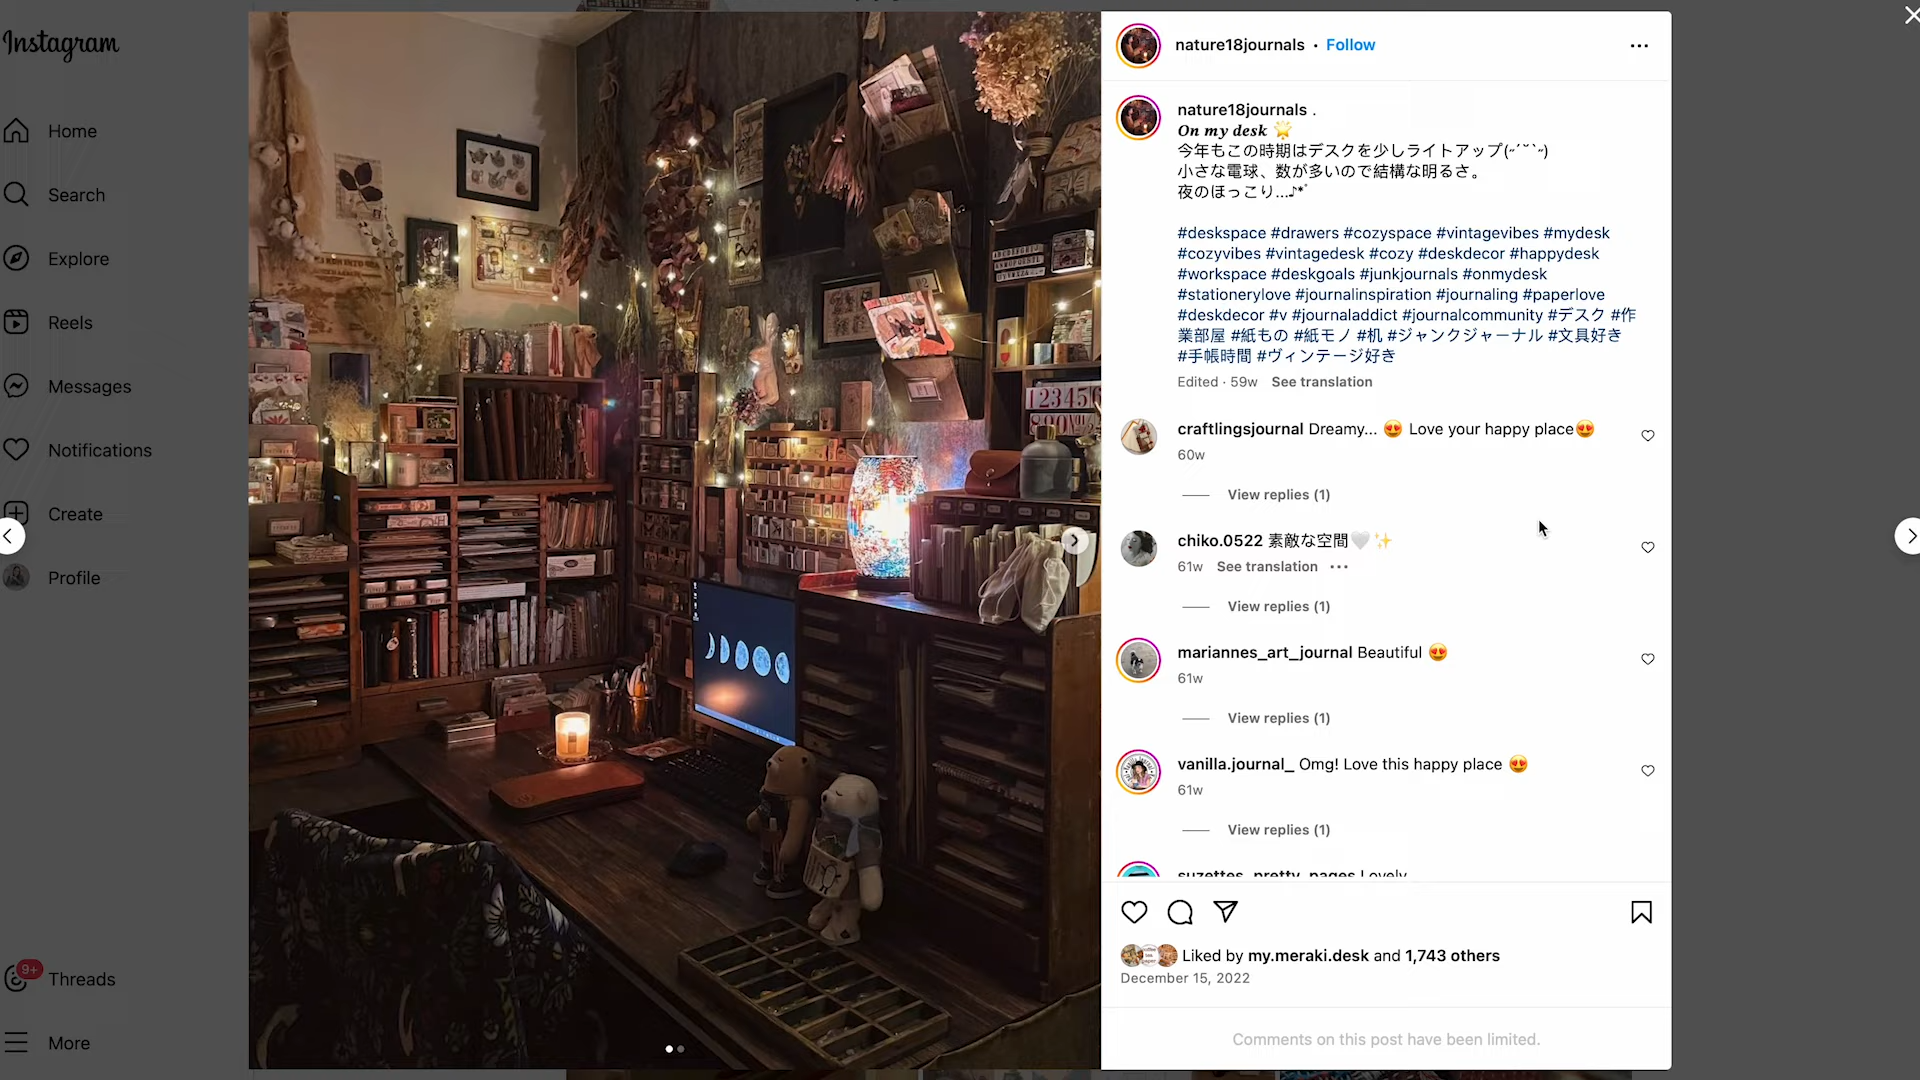 Instagram
Home
Search
Explore
Reels
Messages
Notifications
Create
Profile
9+
Threads
More
12345
nature18journals • Follow
nature18journals .
On my desk 🌟
今年もこの時期はデスクを少しライトアップ(˶´˘`˶)
小さな電球、数が多いので結構な明るさ。
夜のほっこり...♪*ﾟ
#deskspace #drawers #cozyspace #vintagevibes #mydesk
#cozyvibes #vintagedesk #cozy #deskdecor #happydesk
#workspace #deskgoals #junkjournals #onmydesk
#stationerylove #journalinspiration #journaling #paperlove
#deskdecor #v #journaladdict #journalcommunity #デスク #作
業部屋 #紙もの #紙モノ #机 #ジャンクジャーナル #文具好き
#手帳時間 #ヴィンテージ好き
Edited · 59w See translation
craftlingsjournal Dreamy... 😍 Love your happy place😍
60w
View replies (1)
chiko.0522 素敵な空間🤍✨
61w See translation
View replies (1)
mariannes_art_journal Beautiful 😍
61w
View replies (1)
vanilla.journal_ Omg! Love this happy place 😍
61w
View replies (1)
suzettes_pretty_pages Lovely
Liked by my.meraki.desk and 1,743 others
December 15, 2022
Comments on this post have been limited.